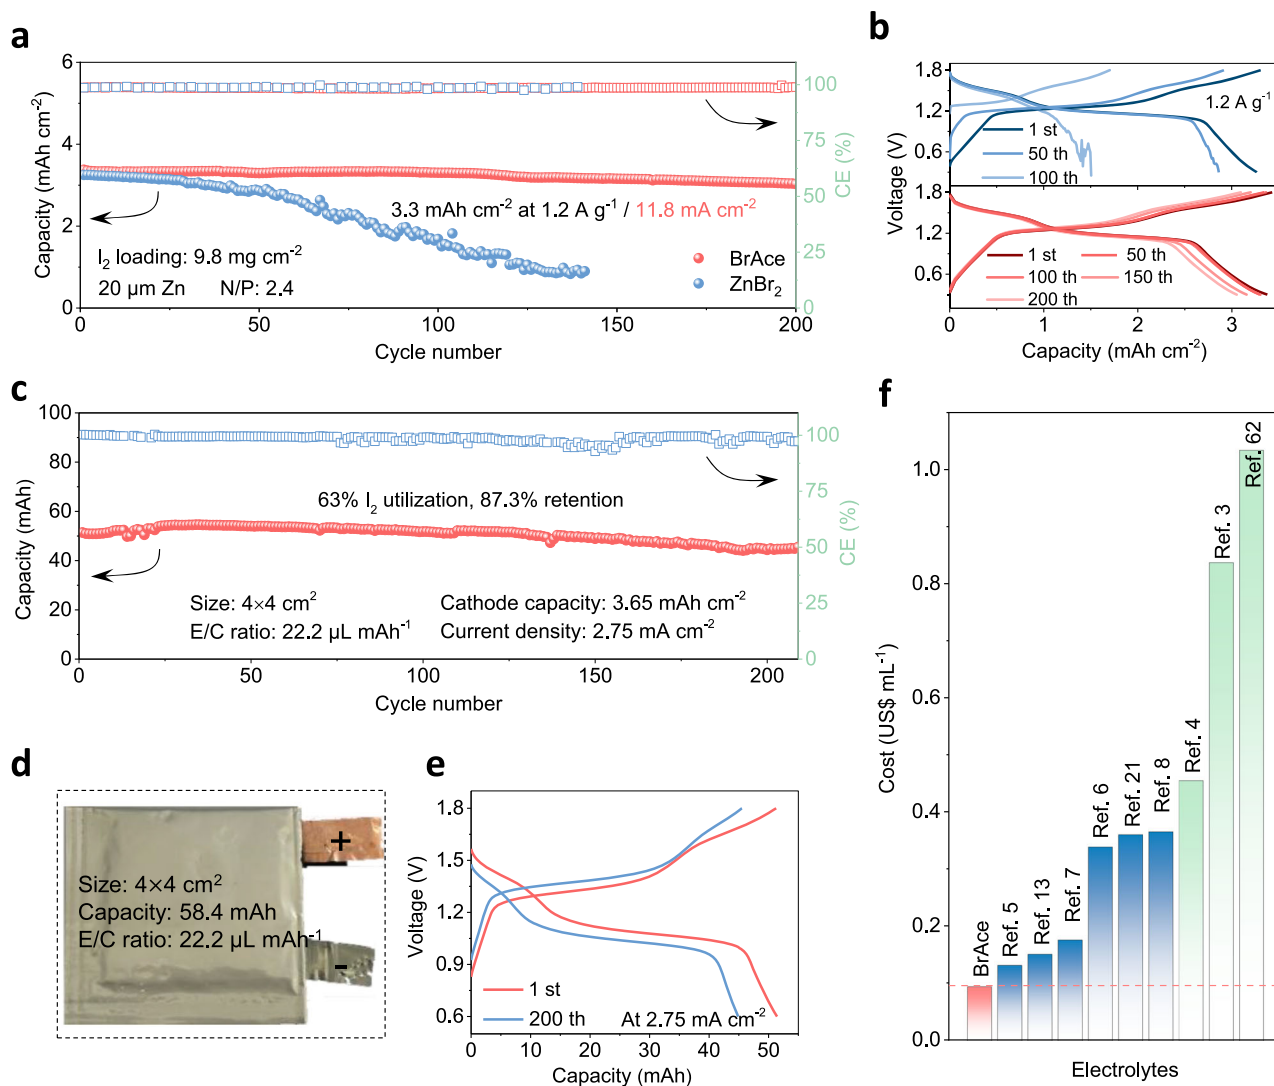 a
6
4
2
0
Capacity (mAh cm⁻²)
100
75
50
25
0
CE (%)
3.3 mAh cm⁻² at 1.2 A g⁻¹ / 11.8 mA cm⁻²
I₂ loading: 9.8 mg cm⁻²
20 μm Zn N/P: 2.4
BrAce
ZnBr₂
0 50 100 150 200
Cycle number
b
1.8
1.2
0.6
1.2 A g⁻¹
1 st
50 th
100 th
Voltage (V)
1.8
1.2
0.6
1 st 50 th
100 th 150 th
200 th
0 1 2 3
Capacity (mAh cm⁻²)
c
100
80
60
40
20
0
Capacity (mAh)
100
75
50
25
0
CE (%)
63% I₂ utilization, 87.3% retention
Size: 4×4 cm² Cathode capacity: 3.65 mAh cm⁻²
E/C ratio: 22.2 μL mAh⁻¹ Current density: 2.75 mA cm⁻²
0 50 100 150 200
Cycle number
d
+
Size: 4×4 cm²
Capacity: 58.4 mAh
E/C ratio: 22.2 μL mAh⁻¹
-
e
1.8
1.5
1.2
0.9
0.6
Voltage (V)
1 st
200 th At 2.75 mA cm⁻²
0 10 20 30 40 50
Capacity (mAh)
f
1.0
0.8
0.6
0.4
0.2
0.0
Cost (US$ mL⁻¹)
BrAce
Ref. 5
Ref. 13
Ref. 7
Ref. 6
Ref. 21
Ref. 8
Ref. 4
Ref. 3
Ref. 62
Electrolytes